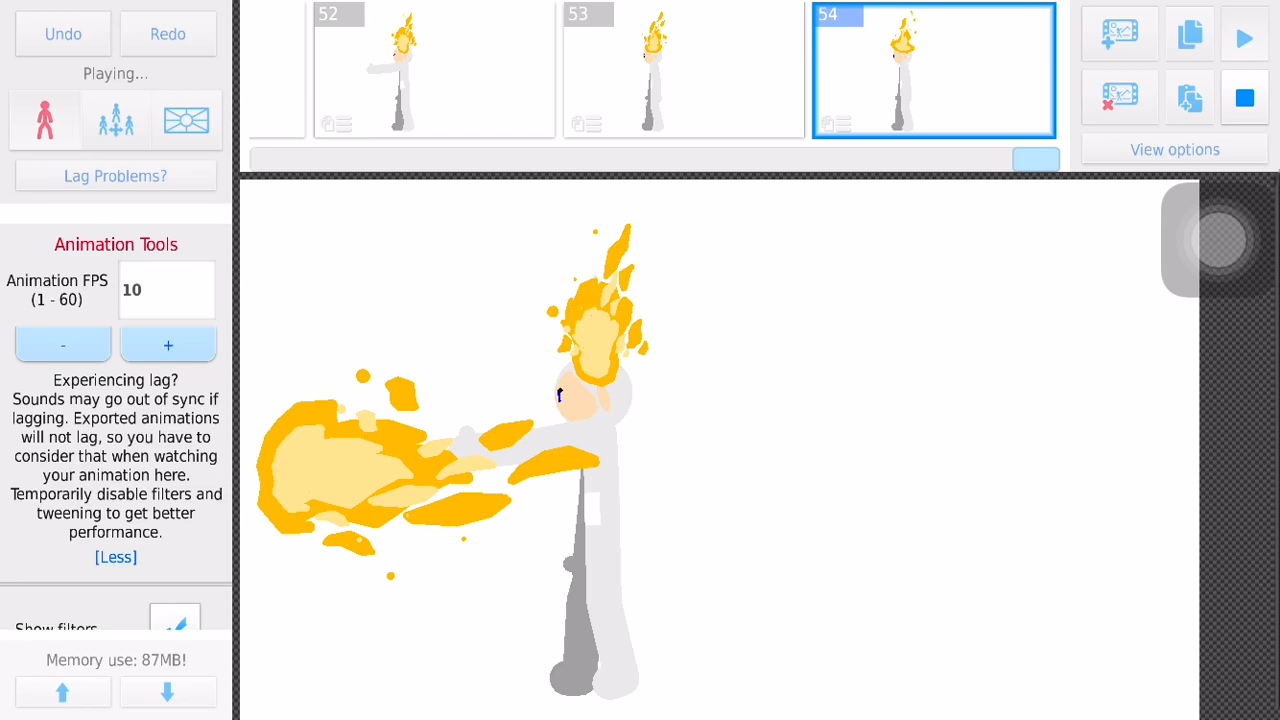 Undo
Redo
Playing...
Lag Problems?
Animation Tools
Animation FPS
(1 - 60)
10
-
+
Experiencing lag?
Sounds may go out of sync if
lagging. Exported animations
will not lag, so you have to
consider that when watching
your animation here.
Temporarily disable filters and
tweening to get better
performance.
[Less]
Show filters
Memory use: 87MB!
52
53
54
View options